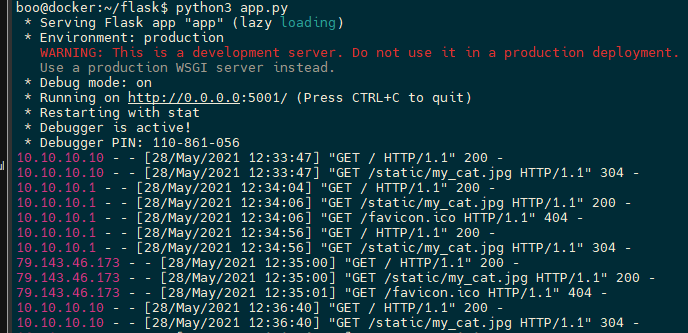 boo@docker:~/flask$ python3 app.py
* Serving Flask app "app" (lazy loading)
* Environment: production
WARNING: This is a development server. Do not use it in a production deployment.
Use a production WSGI server instead.
* Debug mode: on
* Running on http://0.0.0.0:5001/ (Press CTRL+C to quit)
* Restarting with stat
* Debugger is active!
* Debugger PIN: 110-861-056
10.10.10.10 - - [28/May/2021 12:33:47] "GET / HTTP/1.1" 200 -
10.10.10.10 - - [28/May/2021 12:33:47] "GET /static/my_cat.jpg HTTP/1.1" 304 -
10.10.10.1 - - [28/May/2021 12:34:04] "GET / HTTP/1.1" 200 -
10.10.10.1 - - [28/May/2021 12:34:06] "GET /static/my_cat.jpg HTTP/1.1" 200 -
10.10.10.1 - - [28/May/2021 12:34:06] "GET /favicon.ico HTTP/1.1" 404 -
10.10.10.1 - - [28/May/2021 12:34:56] "GET / HTTP/1.1" 200 -
10.10.10.1 - - [28/May/2021 12:34:56] "GET /static/my_cat.jpg HTTP/1.1" 304 -
79.143.46.173 - - [28/May/2021 12:35:00] "GET / HTTP/1.1" 200 -
79.143.46.173 - - [28/May/2021 12:35:00] "GET /static/my_cat.jpg HTTP/1.1" 200 -
79.143.46.173 - - [28/May/2021 12:35:01] "GET /favicon.ico HTTP/1.1" 404 -
10.10.10.10 - - [28/May/2021 12:36:40] "GET / HTTP/1.1" 200 -
10.10.10.10 - - [28/May/2021 12:36:40] "GET /static/my_cat.jpg HTTP/1.1" 304 -